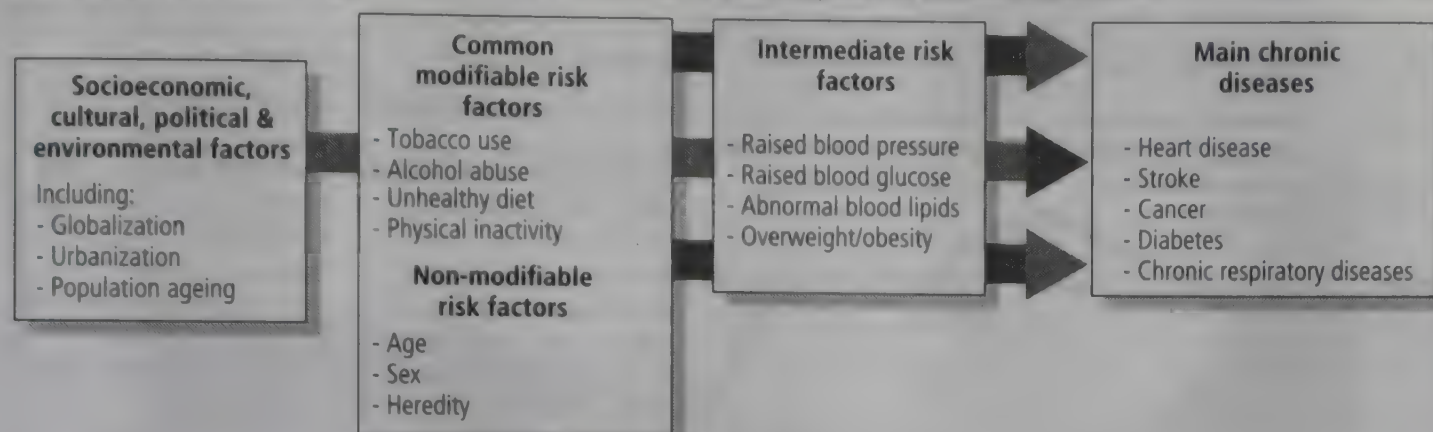 Socioeconomic,
cultural, political &
environmental factors
Including:
- Globalization
- Urbanization
- Population ageing
Common
modifiable risk
factors
- Tobacco use
- Alcohol abuse
- Unhealthy diet
- Physical inactivity
Non-modifiable
risk factors
- Age
- Sex
- Heredity
Intermediate risk
factors
- Raised blood pressure
- Raised blood glucose
- Abnormal blood lipids
- Overweight/obesity
Main chronic
diseases
- Heart disease
- Stroke
- Cancer
- Diabetes
- Chronic respiratory diseases